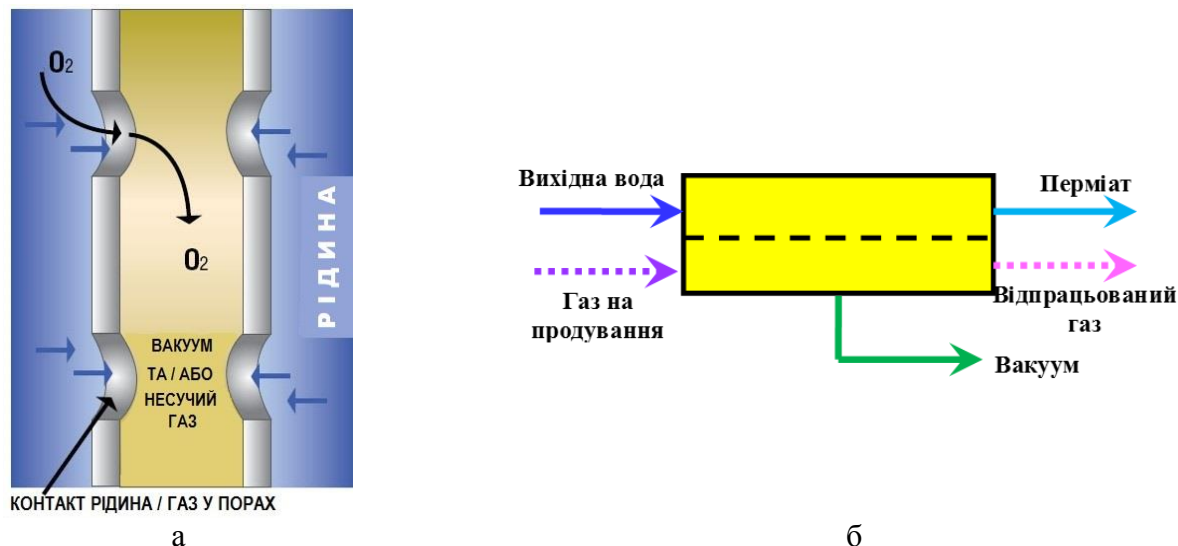 O2
O2
РІДИНА
ВАКУУМ
ТА / АБО
НЕСУЧИЙ
ГАЗ
КОНТАКТ РІДИНА / ГАЗ У ПОРАХ
а
Вихідна вода
Перміат
Газ на
продування
Відпрацьований
газ
Вакуум
б